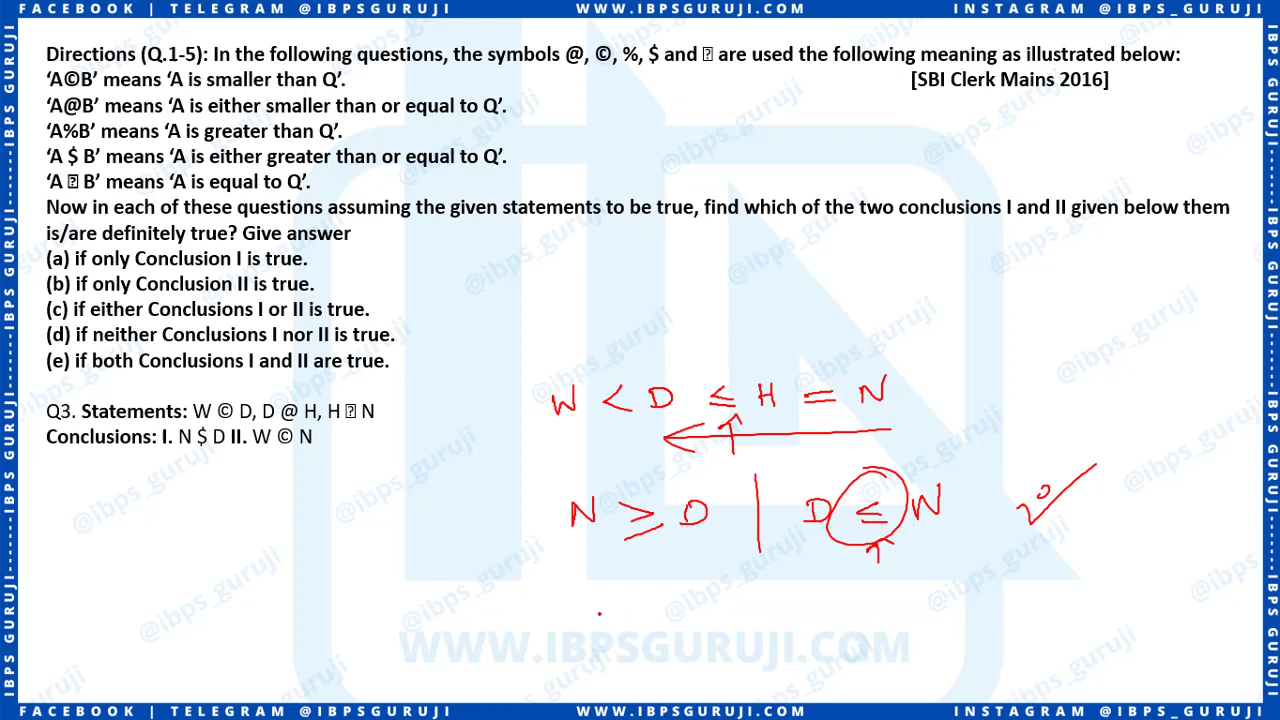 FACEBOOK | TELEGRAM @IBPSGURUJI WWW.IBPSGURUJI.COM INSTAGRAM @IBPS_GURUJI
Directions (Q.1-5): In the following questions, the symbols @, ©, %, $ and ⍰ are used the following meaning as illustrated below:
‘A©B’ means ‘A is smaller than Q’. [SBI Clerk Mains 2016]
‘A@B’ means ‘A is either smaller than or equal to Q’.
‘A%B’ means ‘A is greater than Q’.
‘A $ B’ means ‘A is either greater than or equal to Q’.
‘A ⍰ B’ means ‘A is equal to Q’.
Now in each of these questions assuming the given statements to be true, find which of the two conclusions I and II given below them
is/are definitely true? Give answer
(a) if only Conclusion I is true.
(b) if only Conclusion II is true.
(c) if either Conclusions I or II is true.
(d) if neither Conclusions I nor II is true.
(e) if both Conclusions I and II are true.
W < D ≤ H = N
Q3. Statements: W © D, D @ H, H ⍰ N
Conclusions: I. N $ D II. W © N
N ≥ D | D ≤ N
WWW.IBPSGURUJI.COM
FACEBOOK | TELEGRAM @IBPSGURUJI WWW.IBPSGURUJI.COM INSTAGRAM @IBPS_GURUJI
IBPS GURUJI------IBPS GURUJI------IBPS GURUJI------IBPS GURUJI
IBPS GURUJI------IBPS GURUJI------IBPS GURUJI------IBPS GURUJI
@ibps_guruji